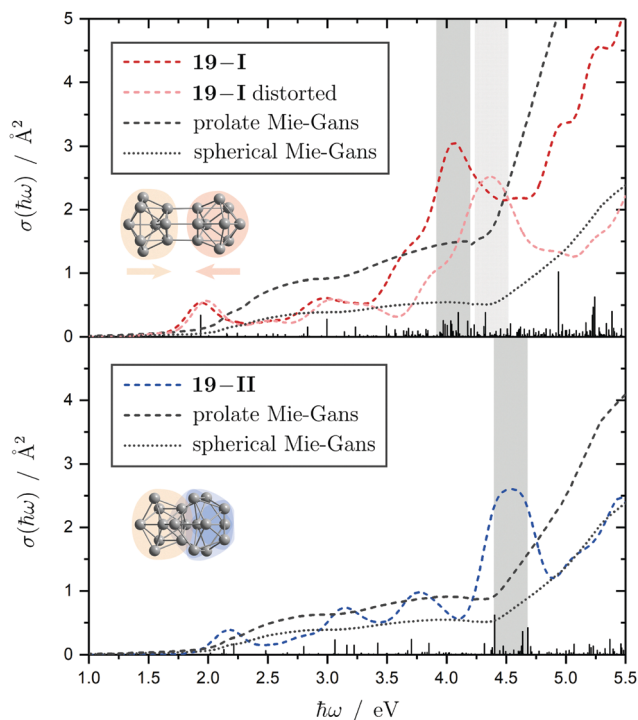 5
4
3
2
1
0
σ(ħω) / Å²
19−I
19−I distorted
prolate Mie-Gans
spherical Mie-Gans
4
3
2
1
0
σ(ħω) / Å²
19−II
prolate Mie-Gans
spherical Mie-Gans
1.0 1.5 2.0 2.5 3.0 3.5 4.0 4.5 5.0 5.5
ħω / eV